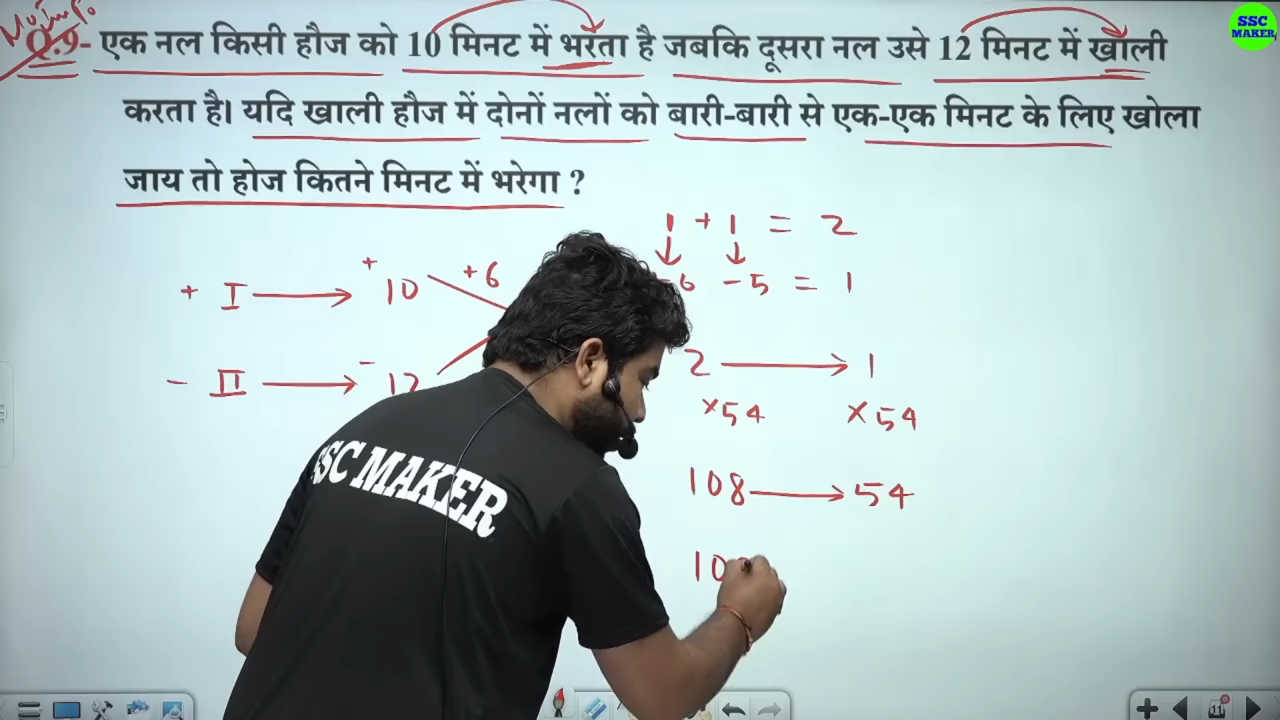 SSC
MAKER
Q.9- एक नल किसी हौज को 10 मिनट में भरता है जबकि दूसरा नल उसे 12 मिनट में खाली
करता है। यदि खाली हौज में दोनों नलों को बारी-बारी से एक-एक मिनट के लिए खोला
जाय तो होज कितने मिनट में भरेगा ?
1 + 1 = 2
6 - 5 = 1
+ I → + 10 +6
- II → - 12
2 → 1
×54 ×54
108 → 54
10
SSC MAKER
11